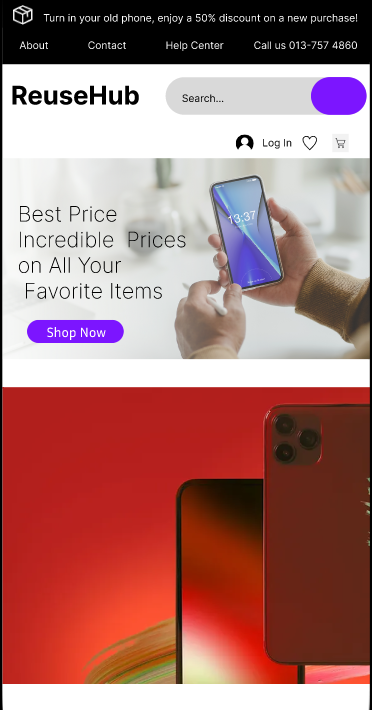 Turn in your old phone, enjoy a 50% discount on a new purchase!
About Contact Help Center Call us 013-757 4860
ReuseHub
Search...
Log In
13:37
Best Price
Incredible Prices
on All Your
Favorite Items
Shop Now